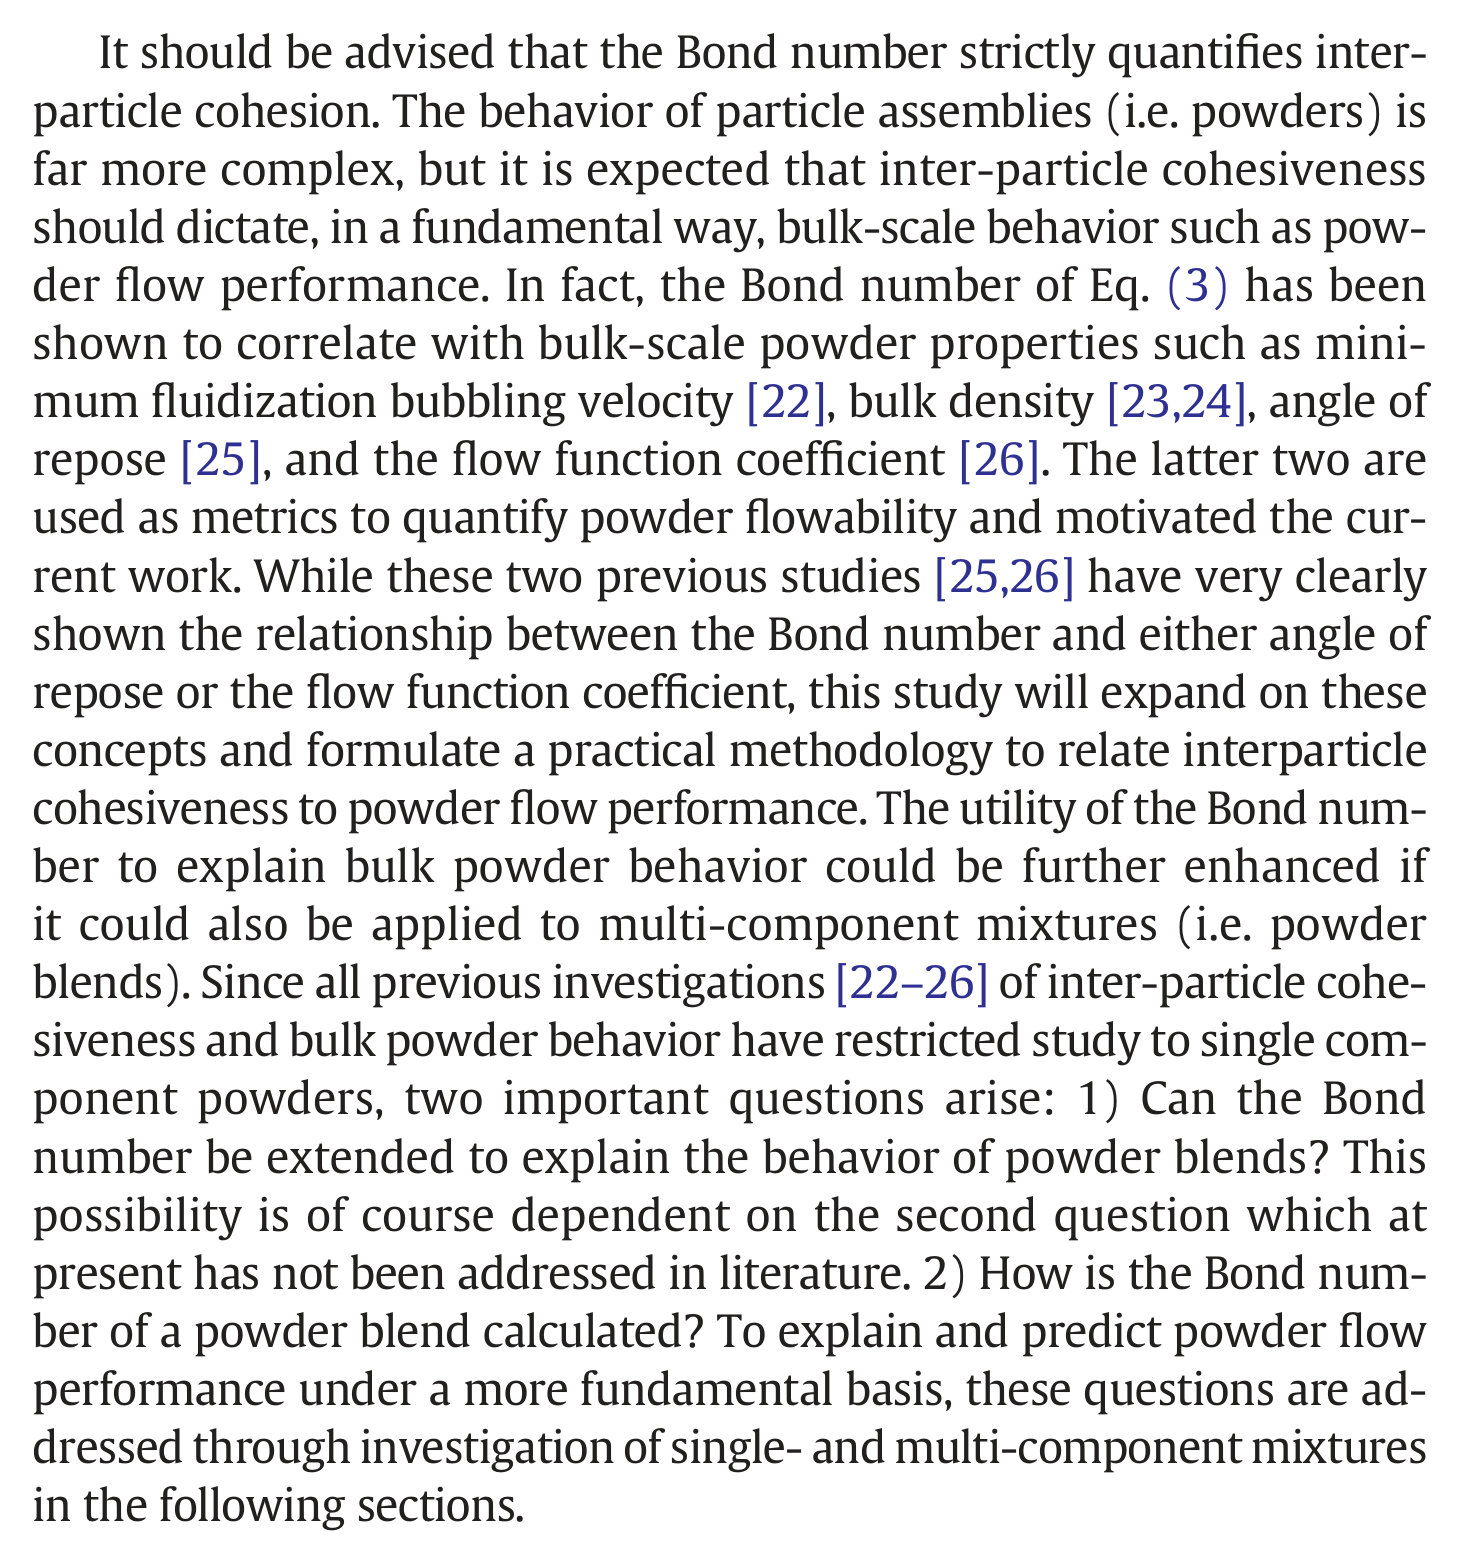 It should be advised that the Bond number strictly quantifies inter-
particle cohesion. The behavior of particle assemblies (i.e. powders) is
far more complex, but it is expected that inter-particle cohesiveness
should dictate, in a fundamental way, bulk-scale behavior such as pow-
der flow performance. In fact, the Bond number of Eq. (3) has been
shown to correlate with bulk-scale powder properties such as mini-
mum fluidization bubbling velocity [22], bulk density [23,24], angle of
repose [25], and the flow function coefficient [26]. The latter two are
used as metrics to quantify powder flowability and motivated the cur-
rent work. While these two previous studies [25,26] have very clearly
shown the relationship between the Bond number and either angle of
repose or the flow function coefficient, this study will expand on these
concepts and formulate a practical methodology to relate interparticle
cohesiveness to powder flow performance. The utility of the Bond num-
ber to explain bulk powder behavior could be further enhanced if
it could also be applied to multi-component mixtures (i.e. powder
blends). Since all previous investigations [22–26] of inter-particle cohe-
siveness and bulk powder behavior have restricted study to single com-
ponent powders, two important questions arise: 1) Can the Bond
number be extended to explain the behavior of powder blends? This
possibility is of course dependent on the second question which at
present has not been addressed in literature. 2) How is the Bond num-
ber of a powder blend calculated? To explain and predict powder flow
performance under a more fundamental basis, these questions are ad-
dressed through investigation of single- and multi-component mixtures
in the following sections.